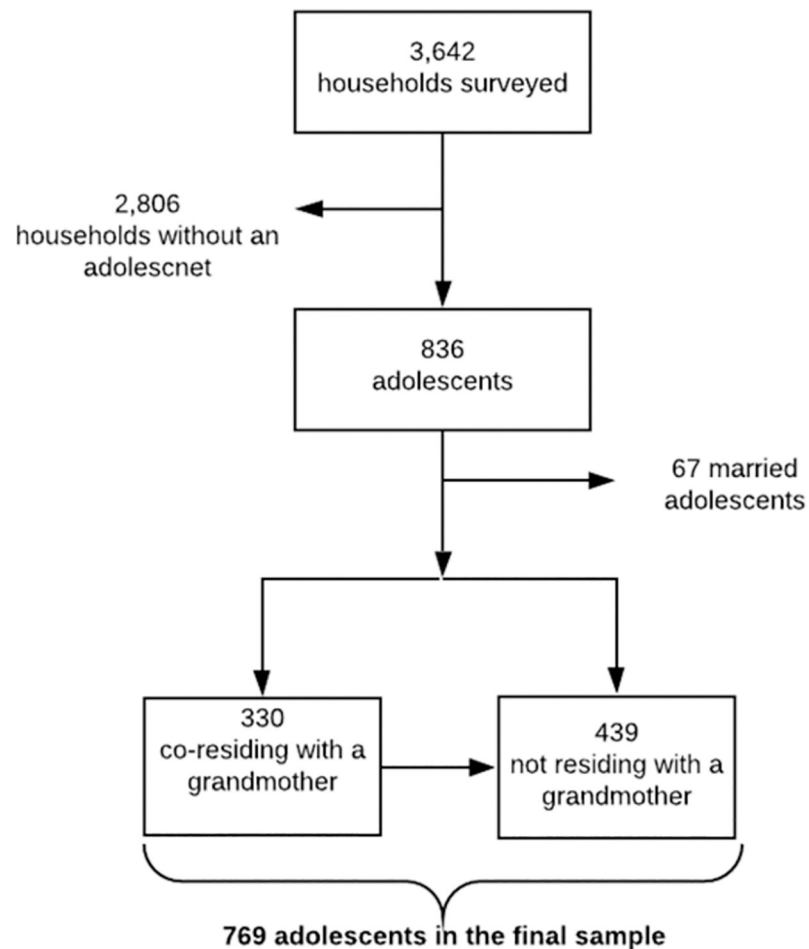 3,642
households surveyed
2,806
households without an
adolescnet
836
adolescents
67 married
adolescents
330
co-residing with a
grandmother
439
not residing with a
grandmother
769 adolescents in the final sample